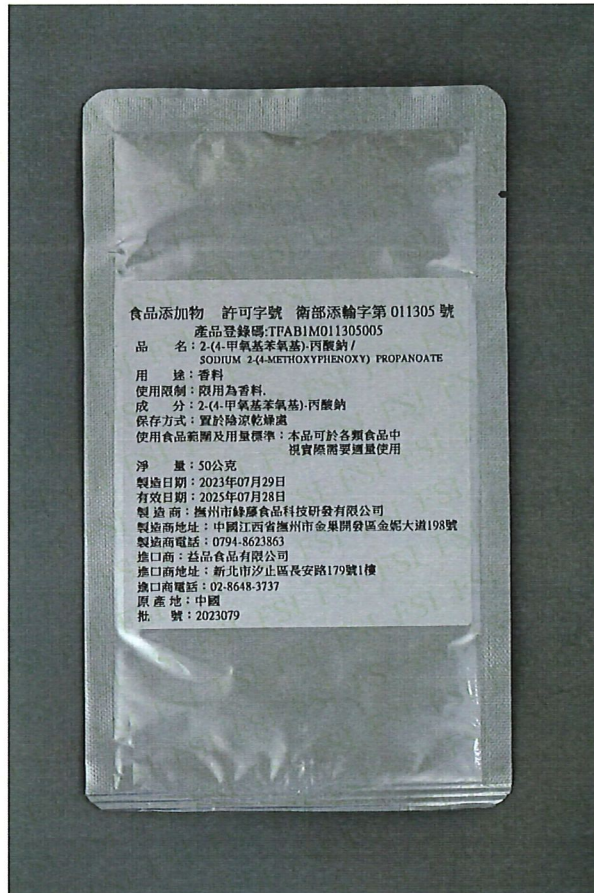 食品添加物 許可字號 衛部添輸字第 011305 號
產品登錄碼:TFAB1M011305005
品 名：2-(4-甲氧基苯氧基)-丙酸鈉 /
SODIUM 2-(4-METHOXYPHENOXY) PROPANOATE
用 途：香料
使用限制：限用為香料.
成 分：2-(4-甲氧基苯氧基)-丙酸鈉
保存方式：置於陰涼乾燥處
使用食品範圍及用量標準：本品可於各類食品中
視實際需要適量使用
淨 量：50公克
製造日期：2023年07月29日
有效日期：2025年07月28日
製 造 商：撫州市綠藤食品科技研發有限公司
製造商地址：中國江西省撫州市金巢開發區金妮大道198號
製造商電話：0794-8623863
進口商：益品食品有限公司
進口商地址：新北市汐止區長安路179號1樓
進口商電話：02-8648-3737
原 產 地：中國
批 號：2023079